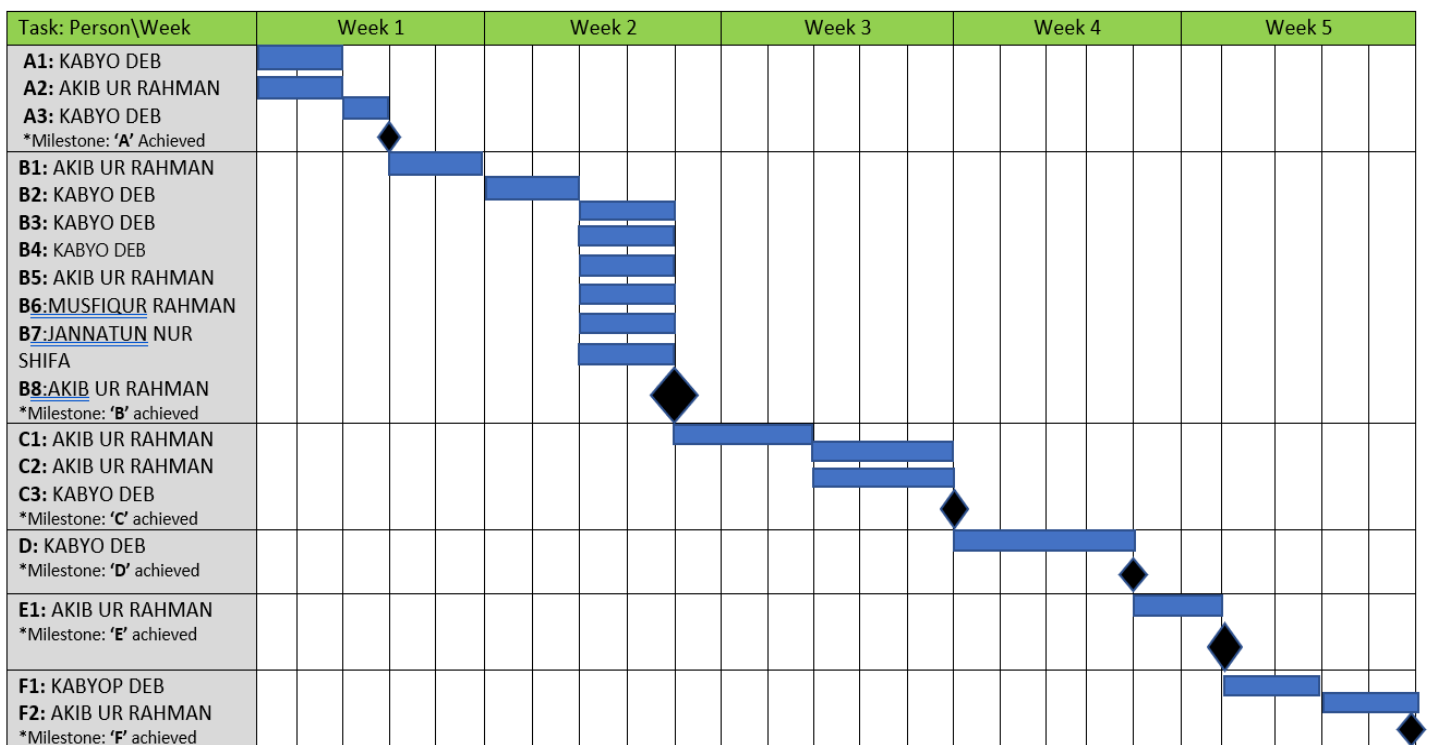 Task: Person\Week Week 1 Week 2 Week 3 Week 4 Week 5
A1: KABYO DEB
A2: AKIB UR RAHMAN
A3: KABYO DEB
*Milestone: ‘A’ Achieved
B1: AKIB UR RAHMAN
B2: KABYO DEB
B3: KABYO DEB
B4: KABYO DEB
B5: AKIB UR RAHMAN
B6:MUSFIQUR RAHMAN
B7:JANNATUN NUR
SHIFA
B8:AKIB UR RAHMAN
*Milestone: ‘B’ achieved
C1: AKIB UR RAHMAN
C2: AKIB UR RAHMAN
C3: KABYO DEB
*Milestone: ‘C’ achieved
D: KABYO DEB
*Milestone: ‘D’ achieved
E1: AKIB UR RAHMAN
*Milestone: ‘E’ achieved
F1: KABYOP DEB
F2: AKIB UR RAHMAN
*Milestone: ‘F’ achieved